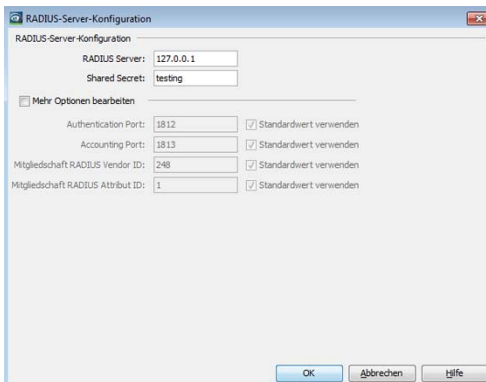 RADIUS-Server-Konfiguration
RADIUS-Server-Konfiguration
RADIUS Server: 127.0.0.1
Shared Secret: testing
Mehr Optionen bearbeiten
Authentication Port: 1812 Standardwert verwenden
Accounting Port: 1813 Standardwert verwenden
Mitgliedschaft RADIUS Vendor ID: 248 Standardwert verwenden
Mitgliedschaft RADIUS Attribut ID: 1 Standardwert verwenden
OK Abbrechen Hilfe